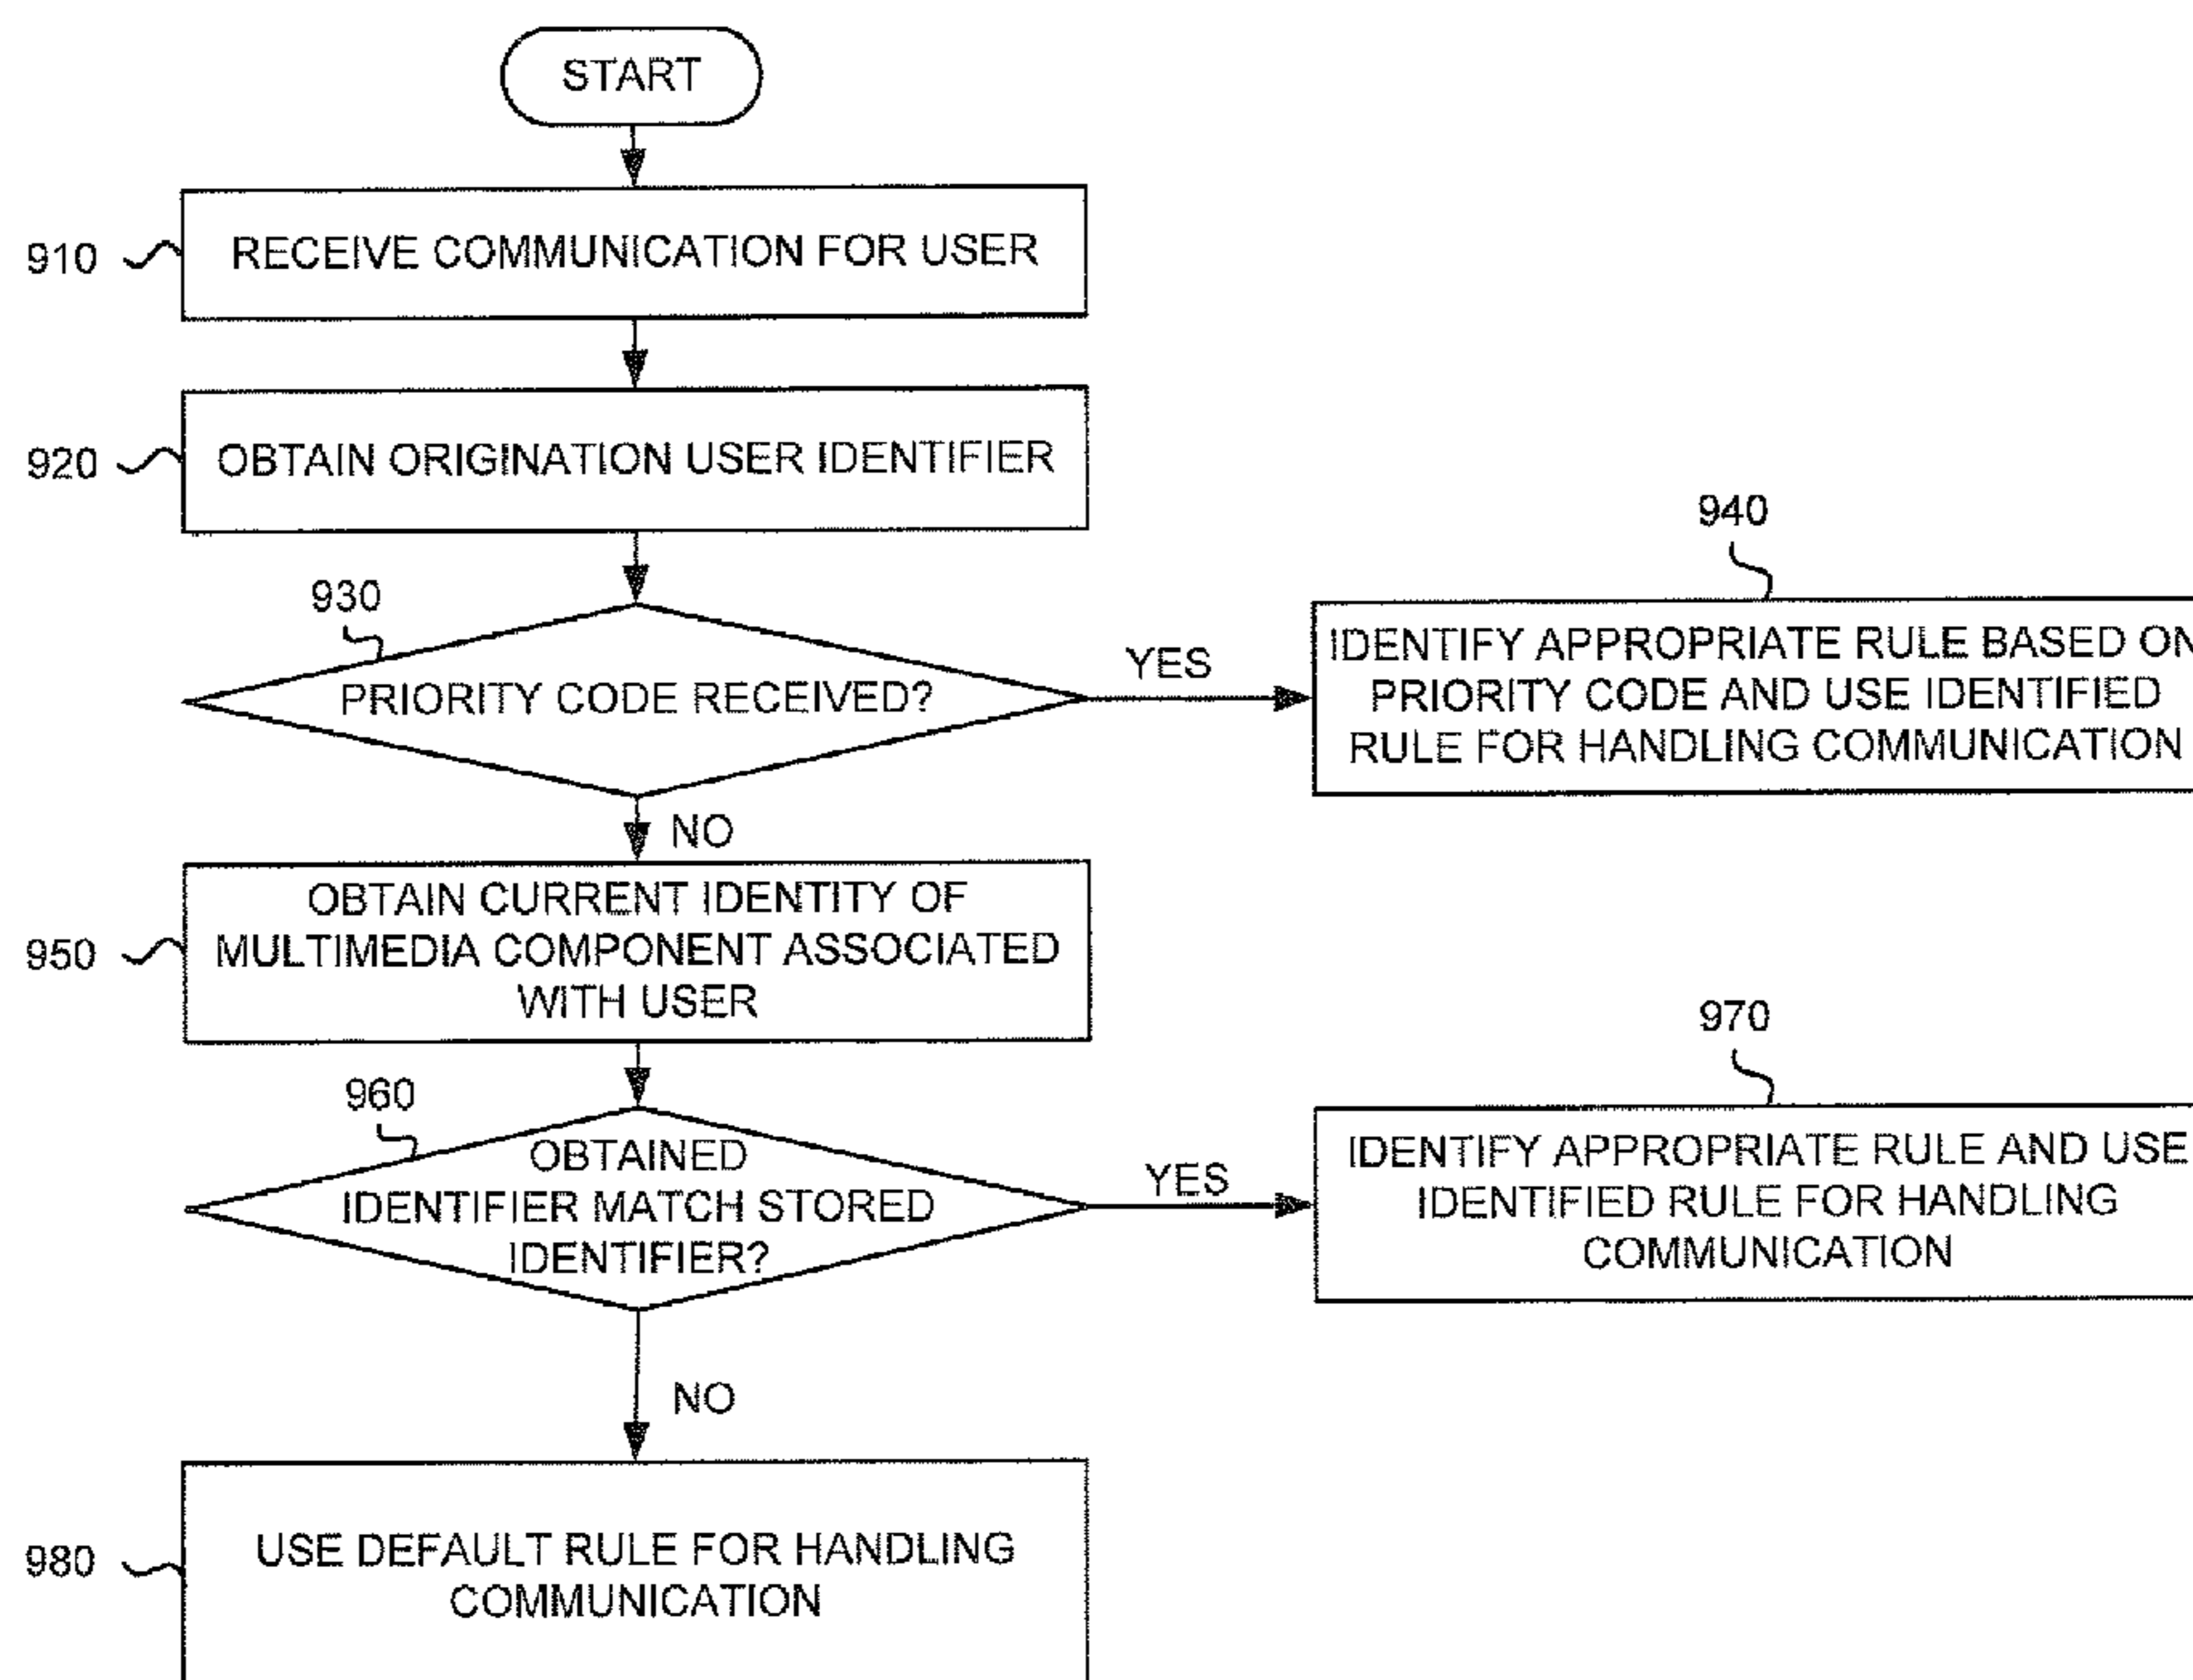 START
910
RECEIVE COMMUNICATION FOR USER
920
OBTAIN ORIGINATION USER IDENTIFIER
930
PRIORITY CODE RECEIVED?
YES
940
IDENTIFY APPROPRIATE RULE BASED ON
PRIORITY CODE AND USE IDENTIFIED
RULE FOR HANDLING COMMUNICATION
NO
950
OBTAIN CURRENT IDENTITY OF
MULTIMEDIA COMPONENT ASSOCIATED
WITH USER
960
OBTAINED
IDENTIFIER MATCH STORED
IDENTIFIER?
YES
970
IDENTIFY APPROPRIATE RULE AND USE
IDENTIFIED RULE FOR HANDLING
COMMUNICATION
NO
980
USE DEFAULT RULE FOR HANDLING
COMMUNICATION